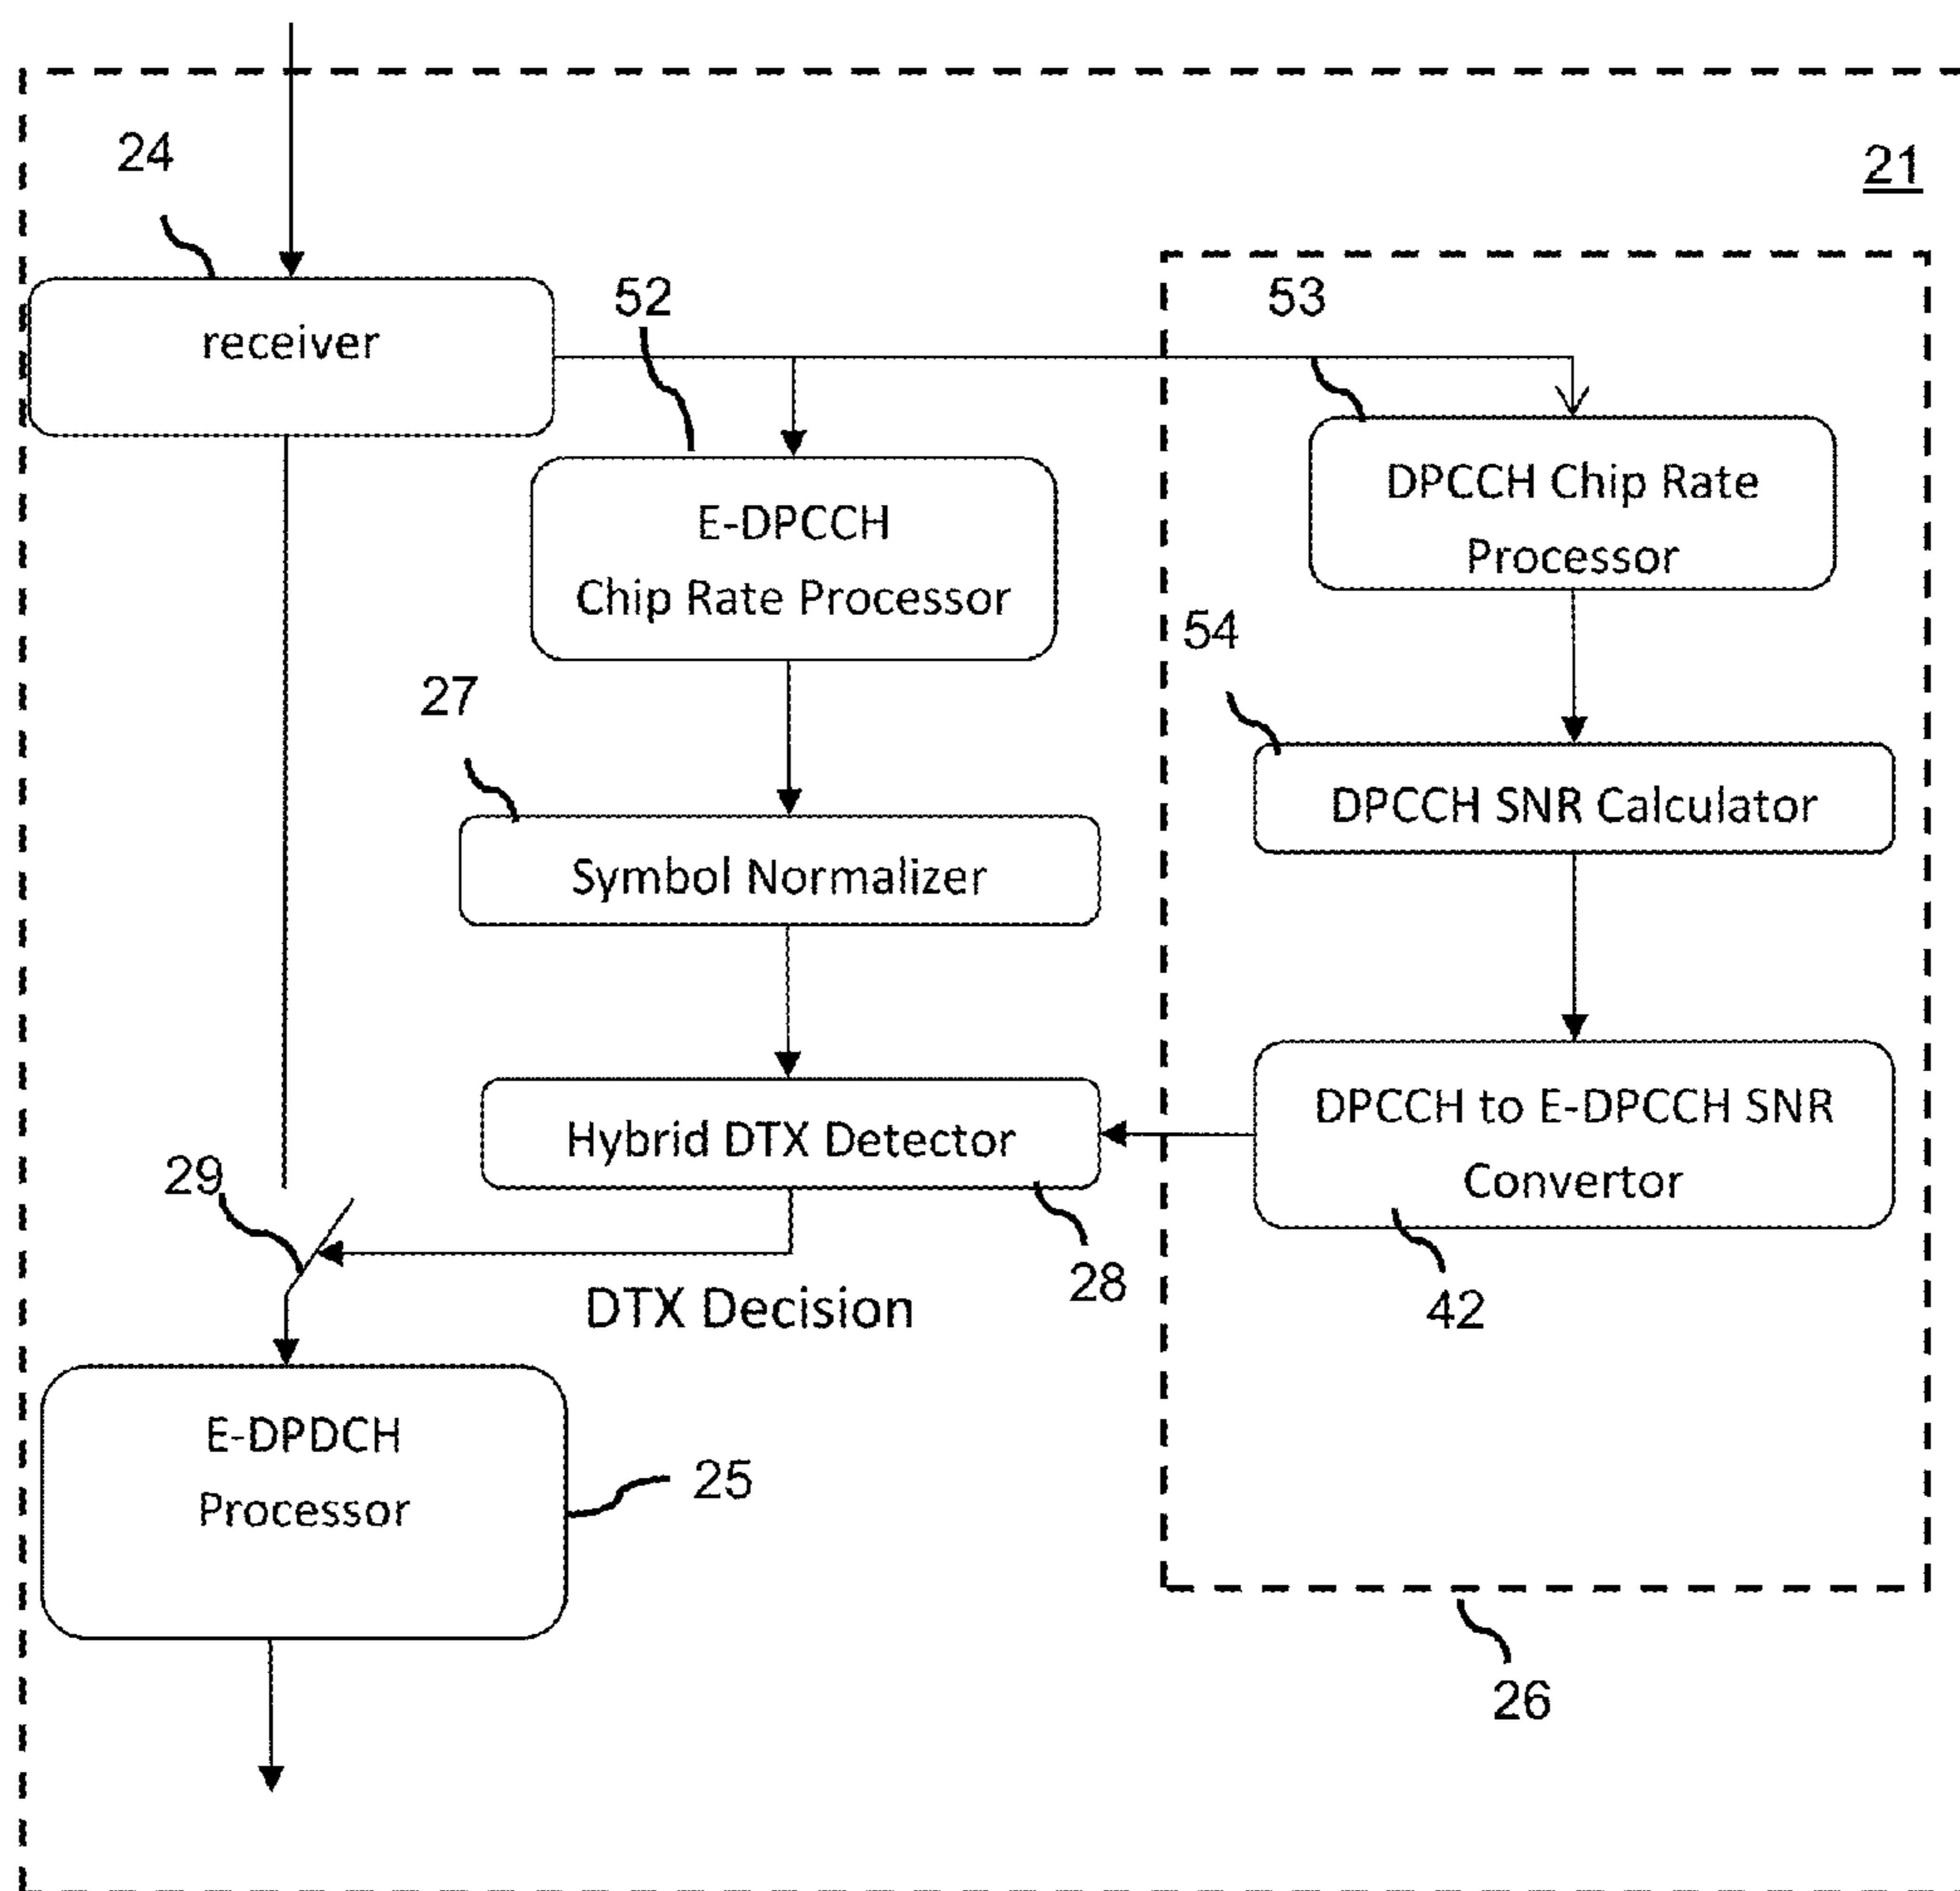 24
21
52
53
receiver
DPCCH Chip Rate
Processor
E-DPCCH
Chip Rate Processor
54
27
DPCCH SNR Calculator
Symbol Normalizer
DPCCH to E-DPCCH SNR
Convertor
Hybrid DTX Detector
29
28
42
DTX Decision
E-DPDCH
Processor
25
26